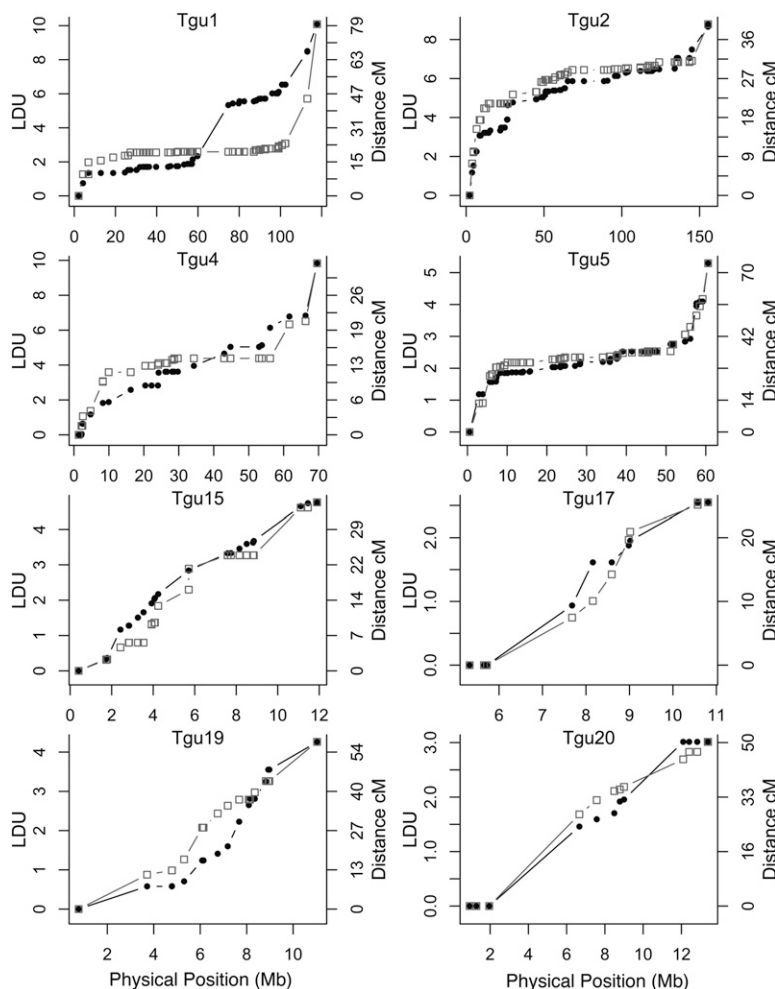 Tgu1
LDU
0 2 4 6 8 10
Distance cM
0 15 31 47 63 79
0 20 40 60 80 100
Tgu2
LDU
0 2 4 6 8
Distance cM
0 9 18 27 36
0 50 100 150
Tgu4
LDU
0 2 4 6 8 10
Distance cM
0 6 13 19 26
0 10 20 30 40 50 60 70
Tgu5
LDU
0 1 2 3 4 5
Distance cM
0 14 28 42 70
0 10 20 30 40 50 60
Tgu15
LDU
0 1 2 3 4
Distance cM
0 7 14 22 29
0 2 4 6 8 10 12
Tgu17
LDU
0.0 1.0 2.0
Distance cM
0 10 20
6 7 8 9 10 11
Tgu19
LDU
0 1 2 3 4
Distance cM
0 13 27 40 54
0 2 4 6 8 10
Physical Position (Mb)
Tgu20
LDU
0.0 1.0 2.0 3.0
Distance cM
0 16 33 50
0 2 4 6 8 10 12
Physical Position (Mb)